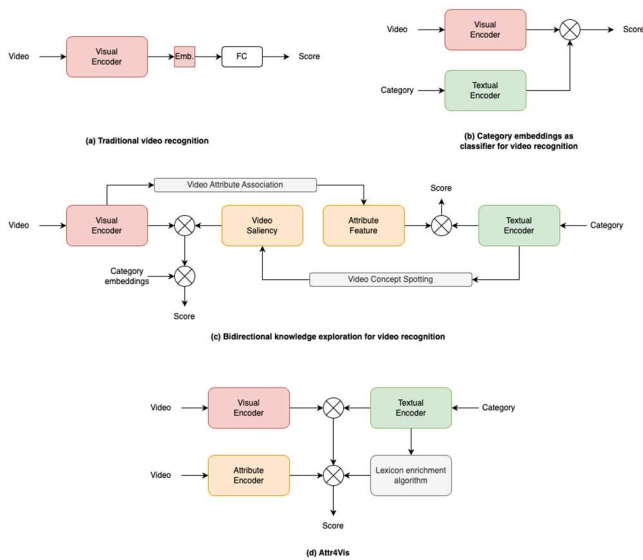 Video
Visual
Encoder
Emb.
FC
Score
(a) Traditional video recognition
Video
Visual
Encoder
Score
Category
Textual
Encoder
(b) Category embeddings as
classifier for video recognition
Video Attribute Association
Score
Video
Visual
Encoder
Video
Saliency
Attribute
Feature
Textual
Encoder
Category
Category
embeddings
Video Concept Spotting
Score
(c) Bidirectional knowledge exploration for video recognition
Video
Visual
Encoder
Textual
Encoder
Category
Video
Attribute
Encoder
Lexicon enrichment
algorithm
Score
(d) Attr4Vis